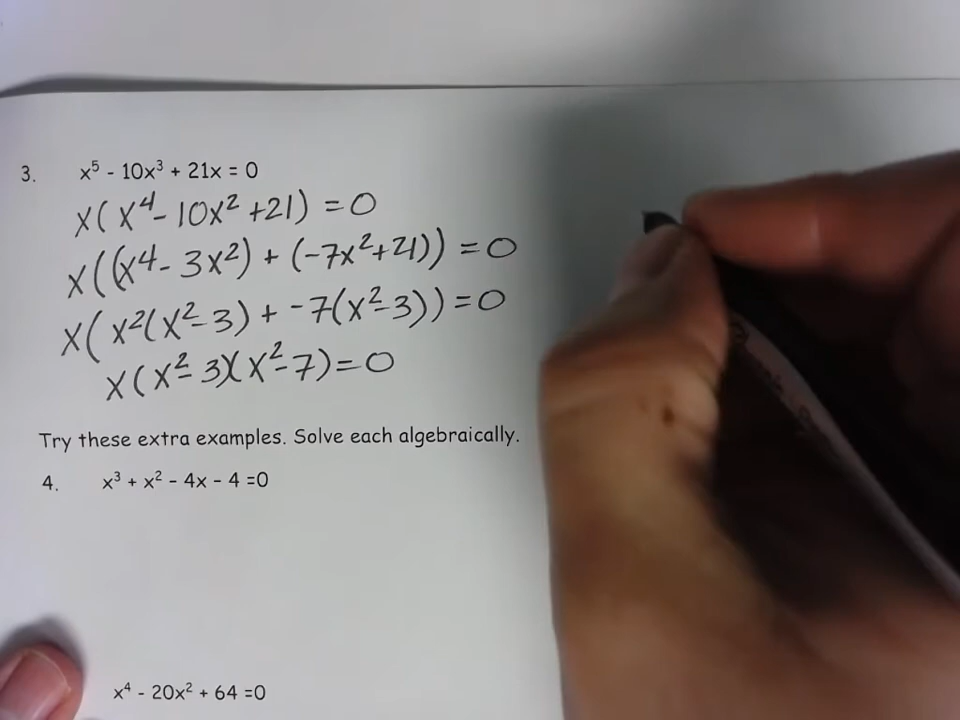 3. x⁵ - 10x³ + 21x = 0
x(x⁴ - 10x² + 21) = 0
x((x⁴ - 3x²) + (-7x² + 21)) = 0
x(x²(x² - 3) + -7(x² - 3)) = 0
x(x² - 3)(x² - 7) = 0
Try these extra examples. Solve each algebraically.
4. x³ + x² - 4x - 4 =0
x⁴ - 20x² + 64 =0